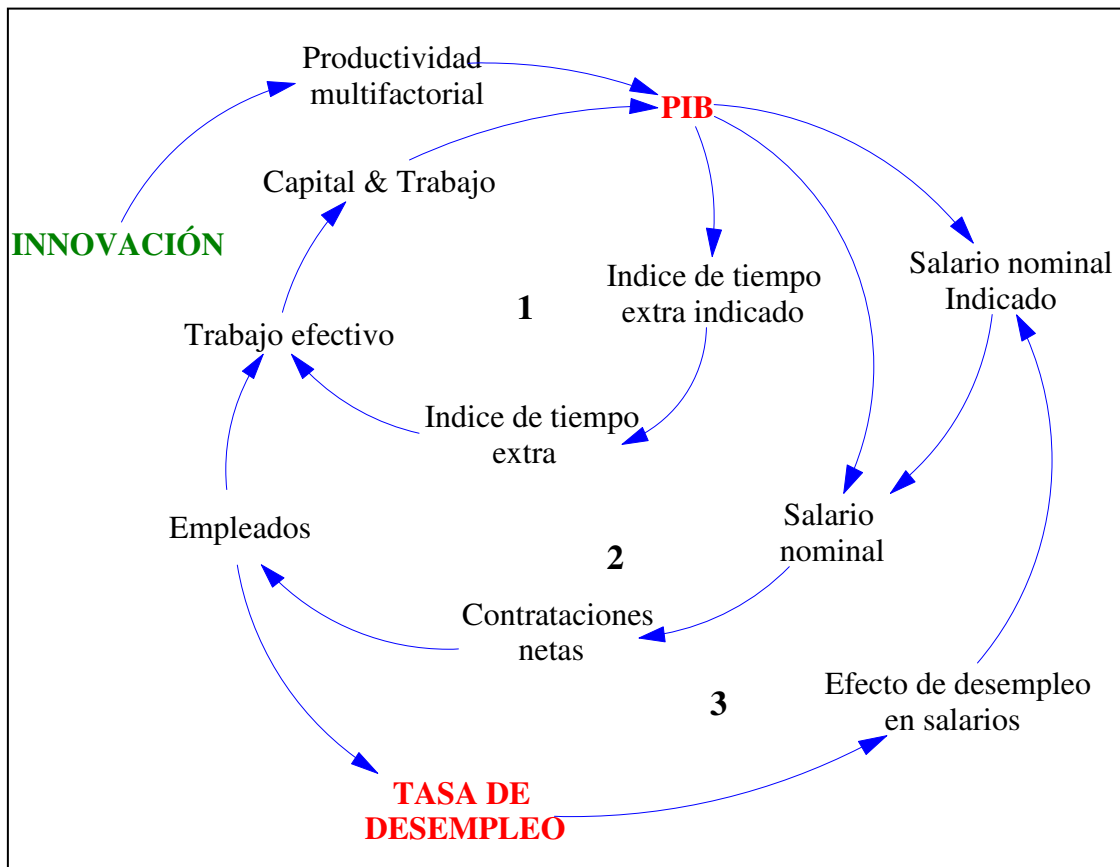 Productividad
multifactorial
PIB
Capital & Trabajo
INNOVACIÓN
Salario nominal
Indicado
Indice de tiempo
extra indicado
1
Trabajo efectivo
Indice de tiempo
extra
Salario
nominal
Empleados
2
Contrataciones
netas
3
Efecto de desempleo
en salarios
TASA DE
DESEMPLEO